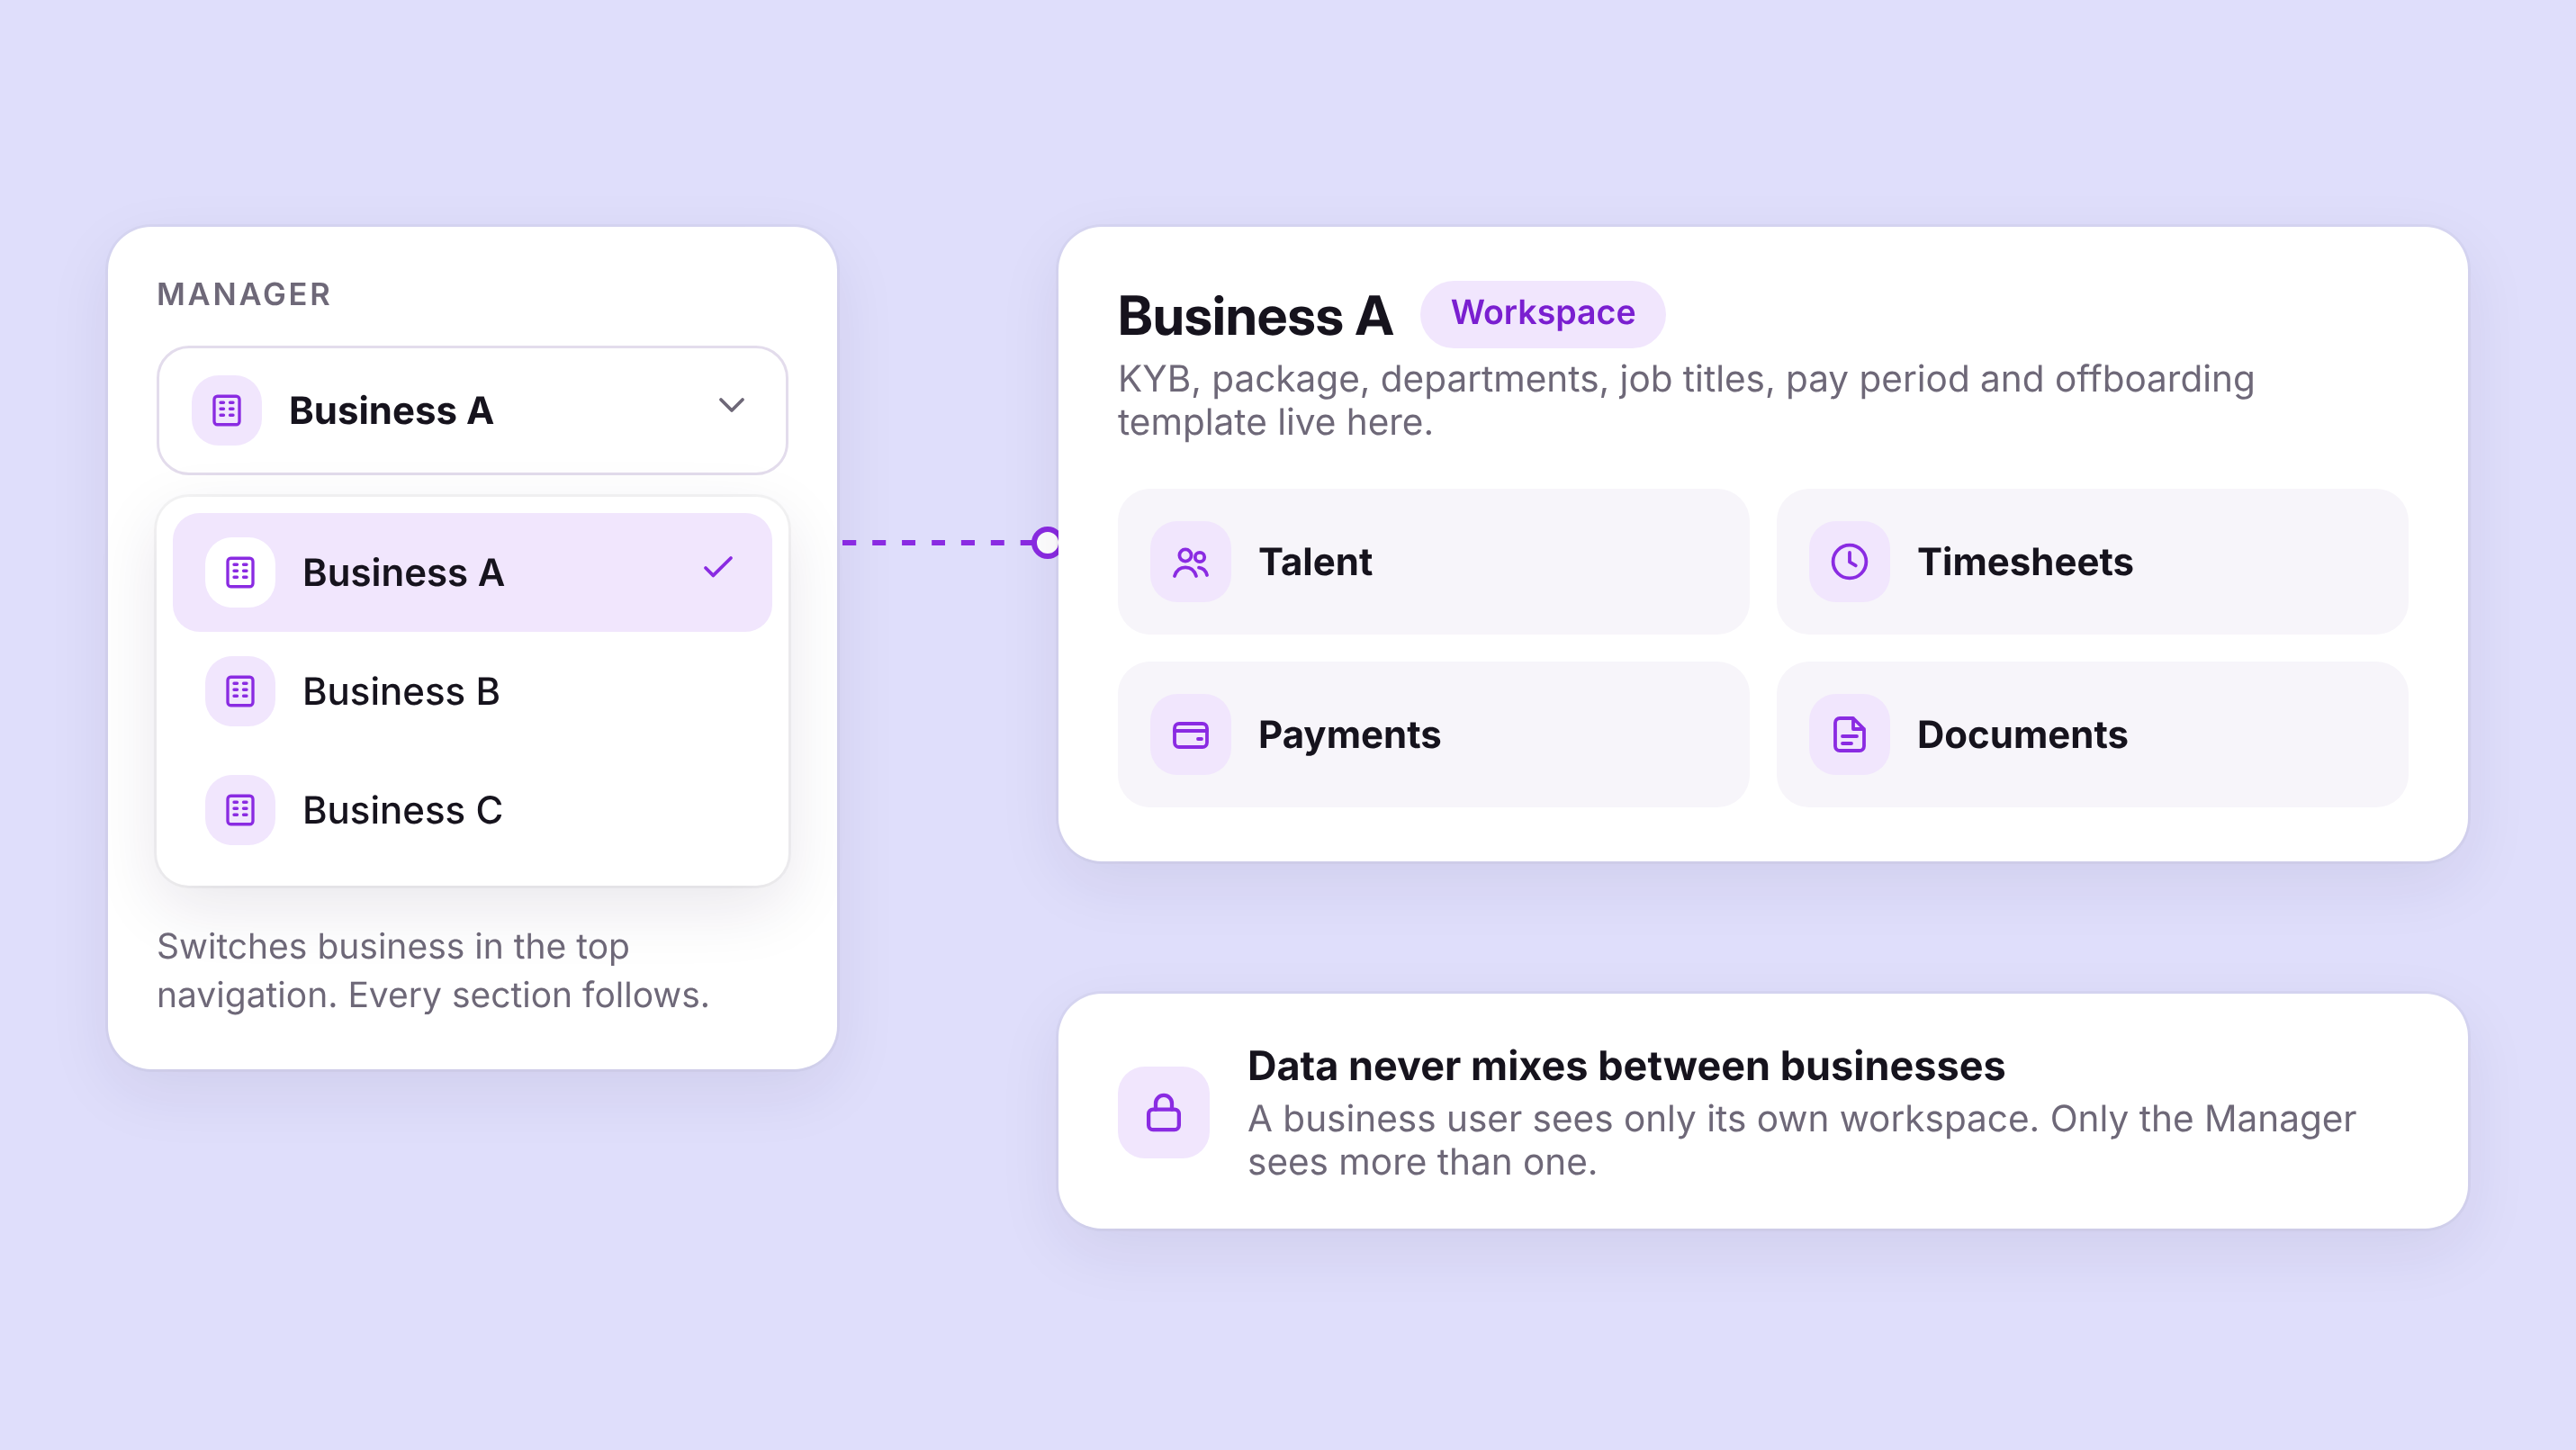 MANAGER
Business A
Business A
Business B
Business C
Switches business in the top
navigation. Every section follows.
Business A
Workspace
KYB, package, departments, job titles, pay period and offboarding
template live here.
Talent
Timesheets
Payments
Documents
Data never mixes between businesses
A business user sees only its own workspace. Only the Manager
sees more than one.